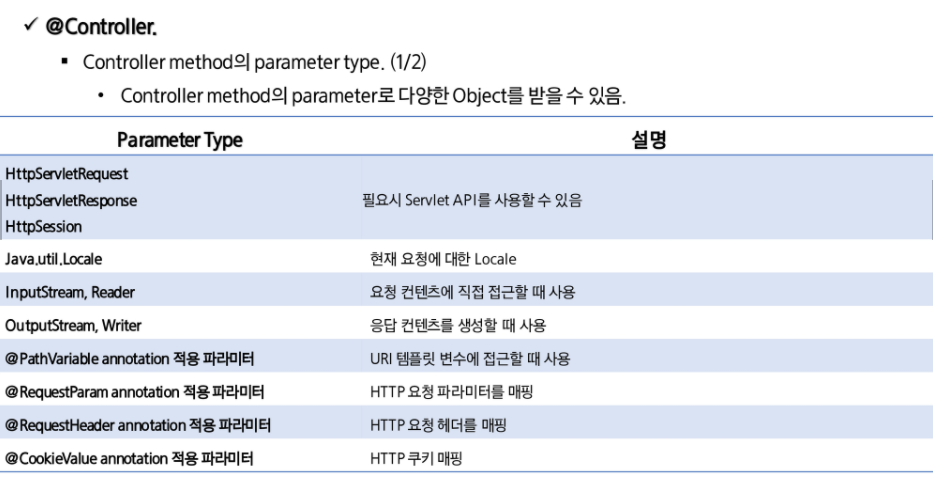 ✓ @Controller.
▪ Controller method의 parameter type. (1/2)
• Controller method의 parameter로 다양한 Object를 받을 수 있음.
Parameter Type 설명
HttpServletRequest
HttpServletResponse 필요시 Servlet API를 사용할 수 있음
HttpSession
Java.util.Locale 현재 요청에 대한 Locale
InputStream, Reader 요청 컨텐츠에 직접 접근할 때 사용
OutputStream, Writer 응답 컨텐츠를 생성할 때 사용
@PathVariable annotation 적용 파라미터 URI 템플릿 변수에 접근할 때 사용
@RequestParam annotation 적용 파라미터 HTTP 요청 파라미터를 매핑
@RequestHeader annotation 적용 파라미터 HTTP 요청 헤더를 매핑
@CookieValue annotation 적용 파라미터 HTTP 쿠키 매핑